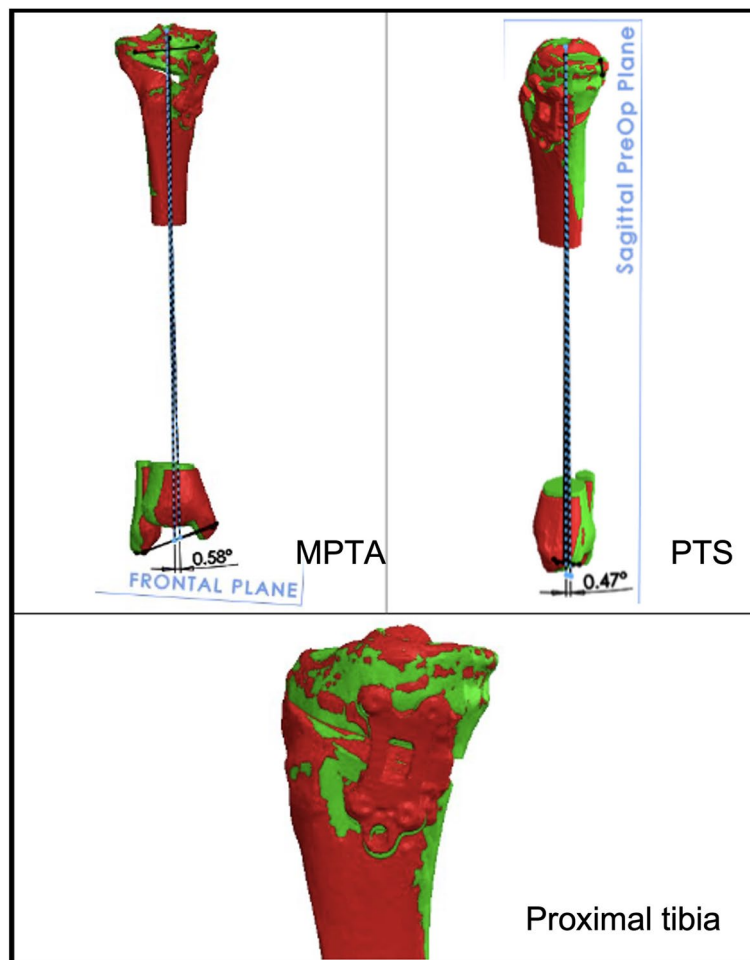 Sagittal PreOp Plane
0.58°
MPTA
FRONTAL PLANE
PTS
0.47°
Proximal tibia